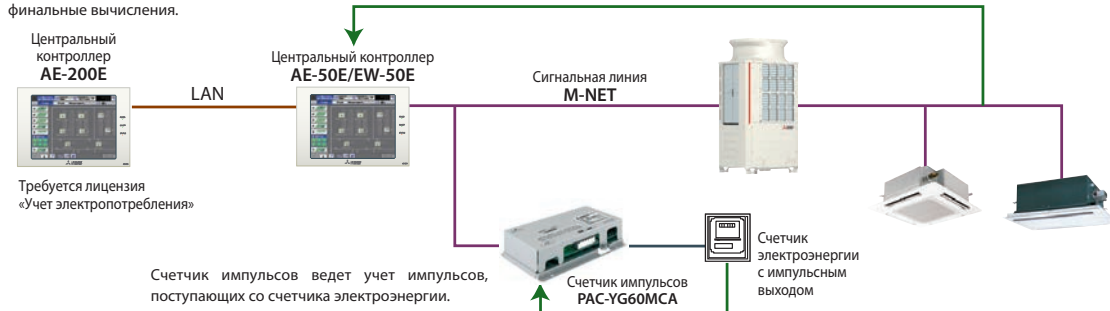 финальные вычисления.
Центральный
контроллер
AE-200E
Центральный контроллер
AE-50E/EW-50E
LAN
Сигнальная линия
M-NET
Требуется лицензия
«Учет электропотребления»
Счетчик импульсов ведет учет импульсов,
поступающих со счетчика электроэнергии.
Счетчик импульсов
PAC-YG60MCA
Счетчик
электроэнергии
с импульсным
выходом